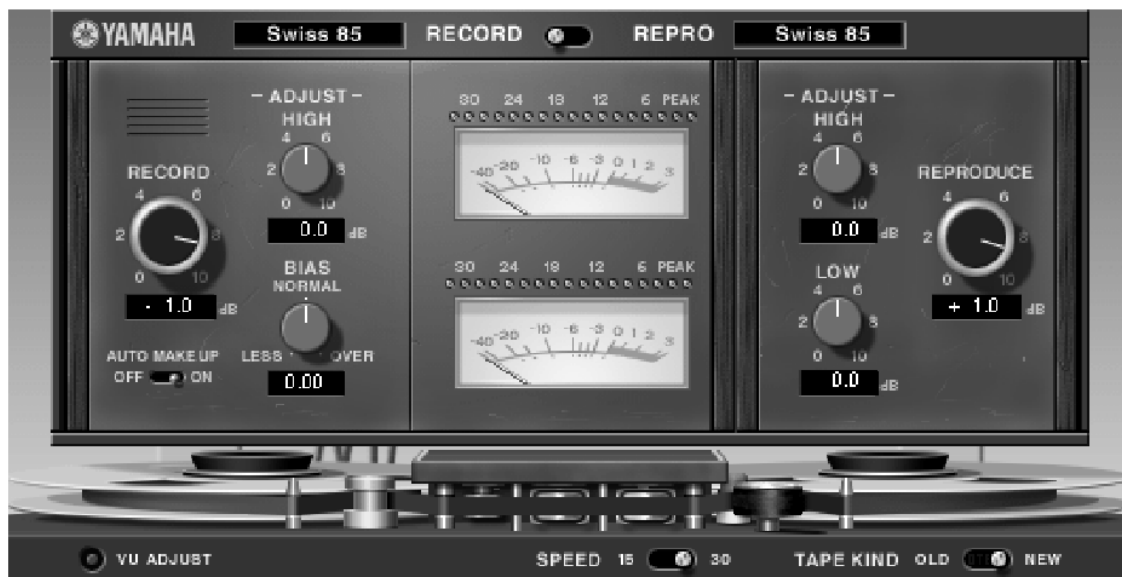 YAMAHA Swiss 85 RECORD REPRO Swiss 85
- ADJUST -
HIGH
4 6
2 8
0 10
0.0 dB
RECORD
4 6
2 8
0 10
- 1.0 dB
BIAS
NORMAL
LESS OVER
0.00
AUTO MAKE UP
OFF ON
30 24 18 12 6 PEAK
-40 -20 -10 -6 -3 0 1 2 3
30 24 18 12 6 PEAK
-40 -20 -10 -6 -3 0 1 2 3
- ADJUST -
HIGH
4 6
2 8
0 10
0.0 dB
LOW
4 6
2 8
0 10
0.0 dB
REPRODUCE
4 6
2 8
0 10
+ 1.0 dB
VU ADJUST SPEED 15 30 TAPE KIND OLD NEW